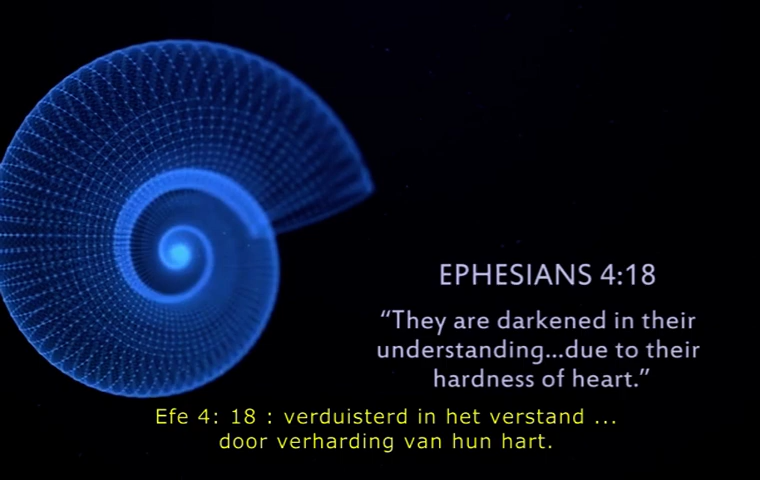 EPHESIANS 4:18
“They are darkened in their
understanding...due to their
hardness of heart.”
Efe 4: 18 : verduisterd in het verstand ...
door verharding van hun hart.